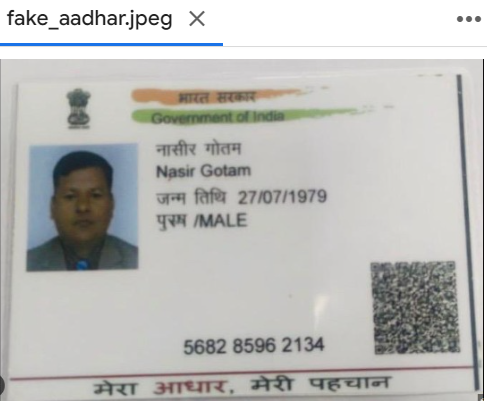 fake_aadhar.jpeg
भारत सरकार
Government of India
नासीर गोतम
Nasir Gotam
जन्म तिथि 27/07/1979
पुरुष /MALE
5682 8596 2134
मेरा आधार, मेरी पहचान